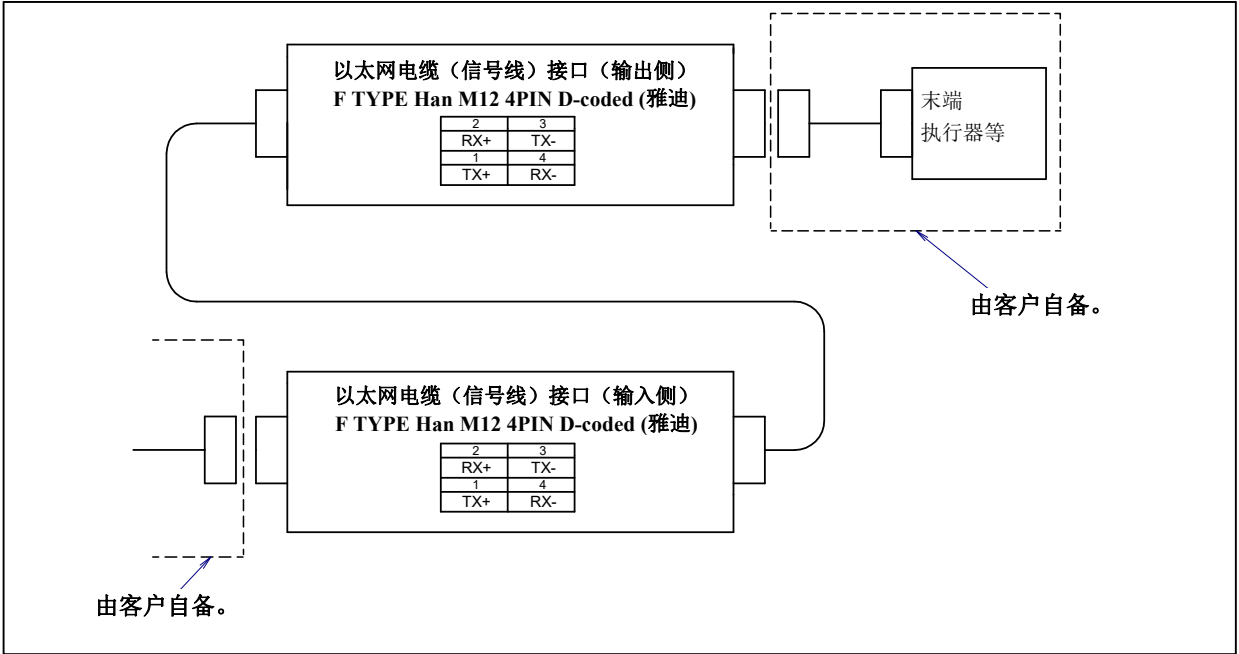 以太网电缆（信号线）接口（输出侧）
F TYPE Han M12 4PIN D-coded (雅迪)
2 3
RX+ TX-
1 4
TX+ RX-
末端
执行器等
由客户自备。
以太网电缆（信号线）接口（输入侧）
F TYPE Han M12 4PIN D-coded (雅迪)
2 3
RX+ TX-
1 4
TX+ RX-
由客户自备。